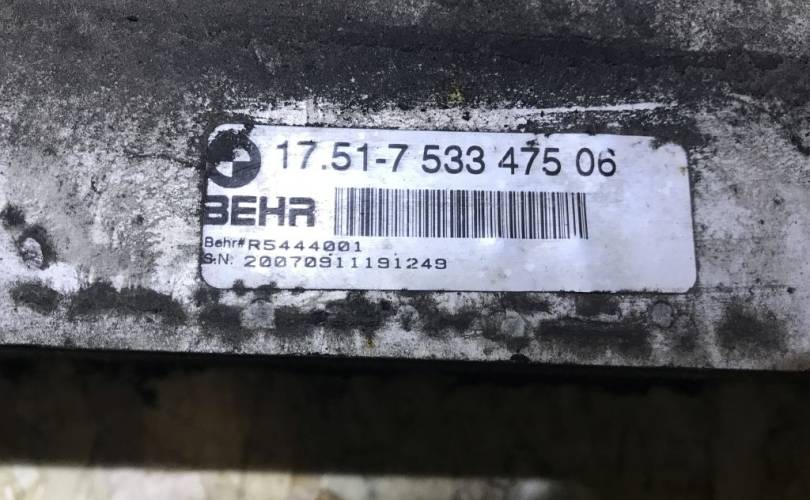 17.51-7 533 475 06
BEHR
Behr# R5444001
S.N: 20070911191249